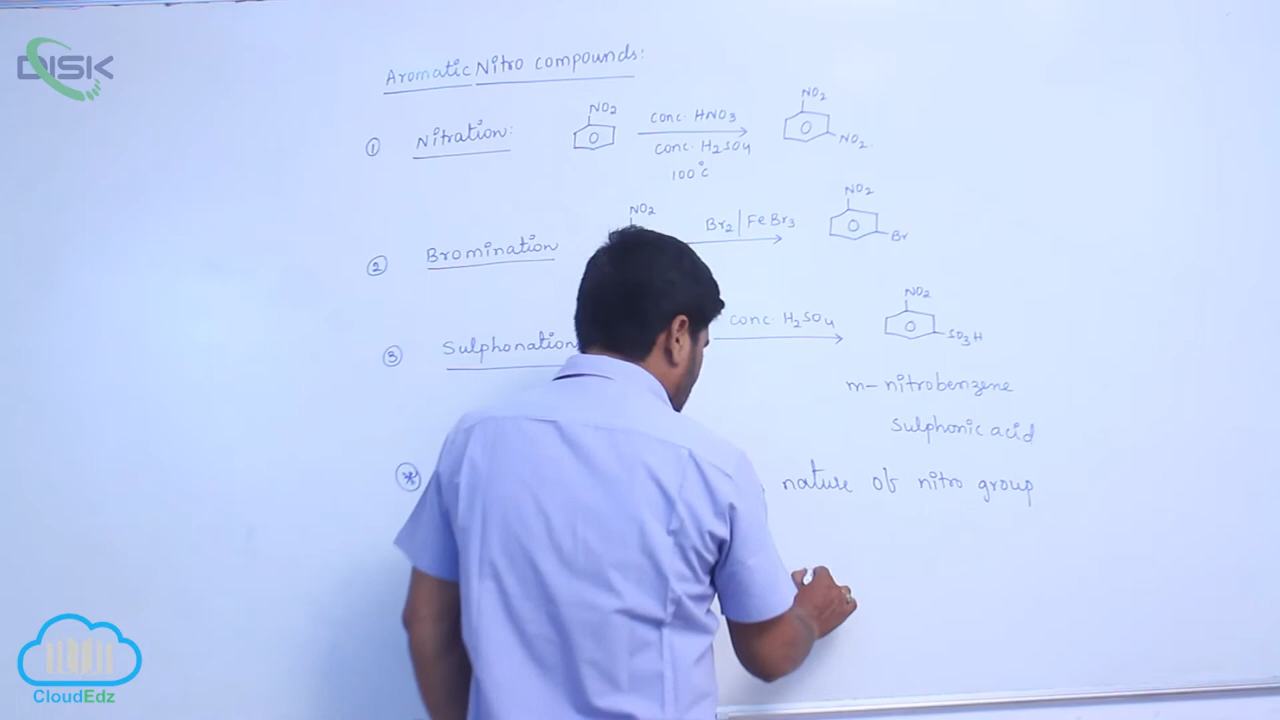 DISK
Aromatic Nitro compounds:
① Nitration: NO2 conc. HNO3 NO2
conc. H2SO4 NO2.
100°C
② Bromination NO2 Br2 | FeBr3 NO2
Br
③ Sulphonation conc. H2SO4 NO2
SO3H
m- nitrobenzene
sulphonic acid
* nature of nitro group
CloudEdz